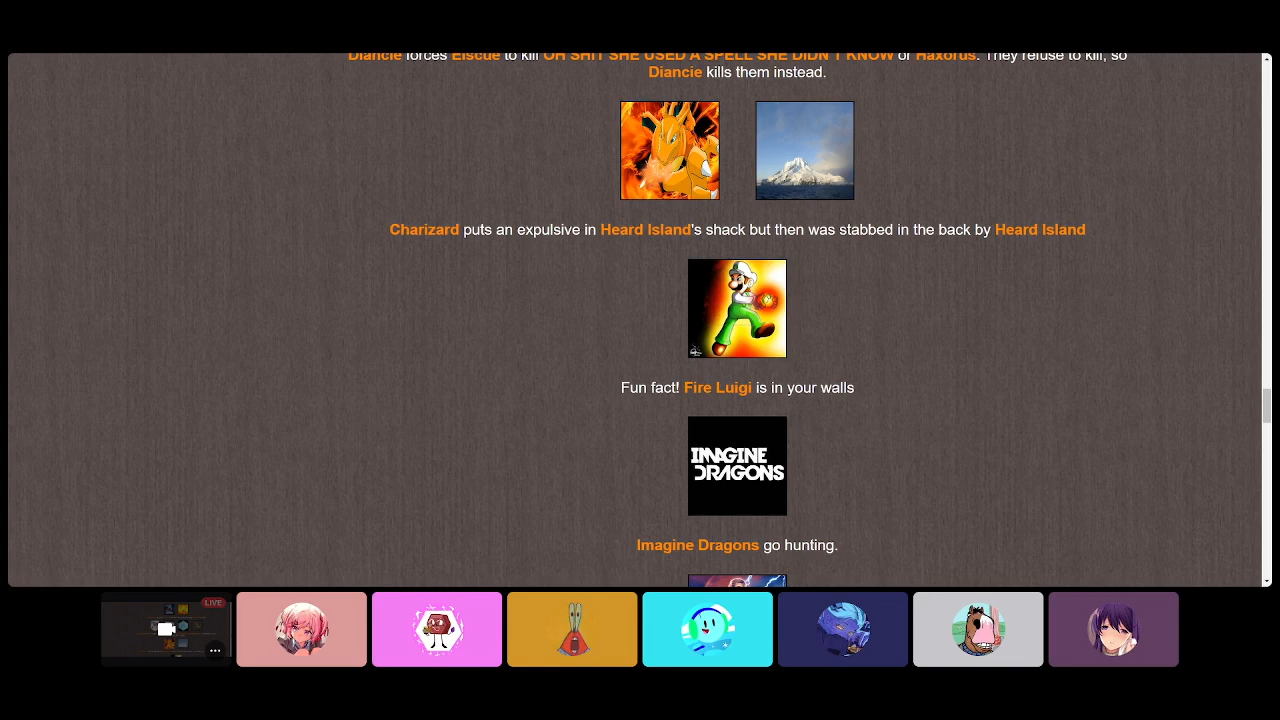 Diancie forces Eiscue to kill OH SHIT SHE USED A SPELL SHE DIDN'T KNOW or Haxorus. They refuse to kill, so
Diancie kills them instead.
Charizard puts an expulsive in Heard Island's shack but then was stabbed in the back by Heard Island
Fun fact! Fire Luigi is in your walls
IMAGINE
DRAGONS
Imagine Dragons go hunting.
LIVE